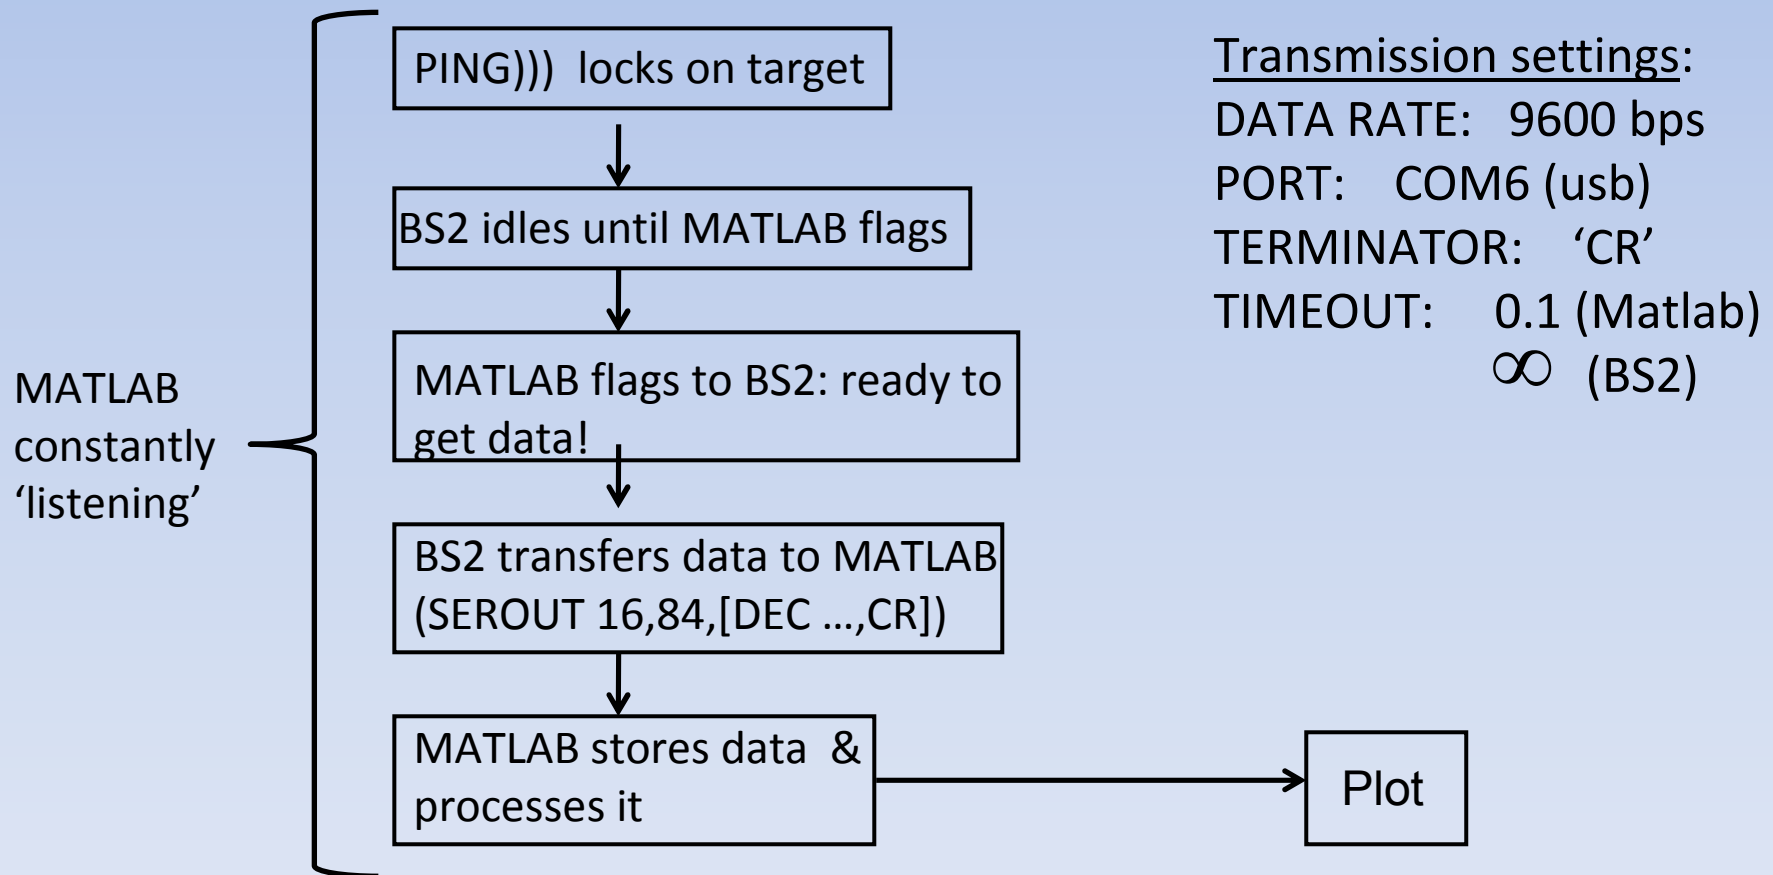 PING))) locks on target
BS2 idles until MATLAB flags
MATLAB flags to BS2: ready to
get data!
BS2 transfers data to MATLAB
(SEROUT 16,84,[DEC ...,CR])
MATLAB stores data &
processes it
Plot
MATLAB
constantly
‘listening’
Transmission settings:
DATA RATE: 9600 bps
PORT: COM6 (usb)
TERMINATOR: ‘CR’
TIMEOUT: 0.1 (Matlab)
∞ (BS2)